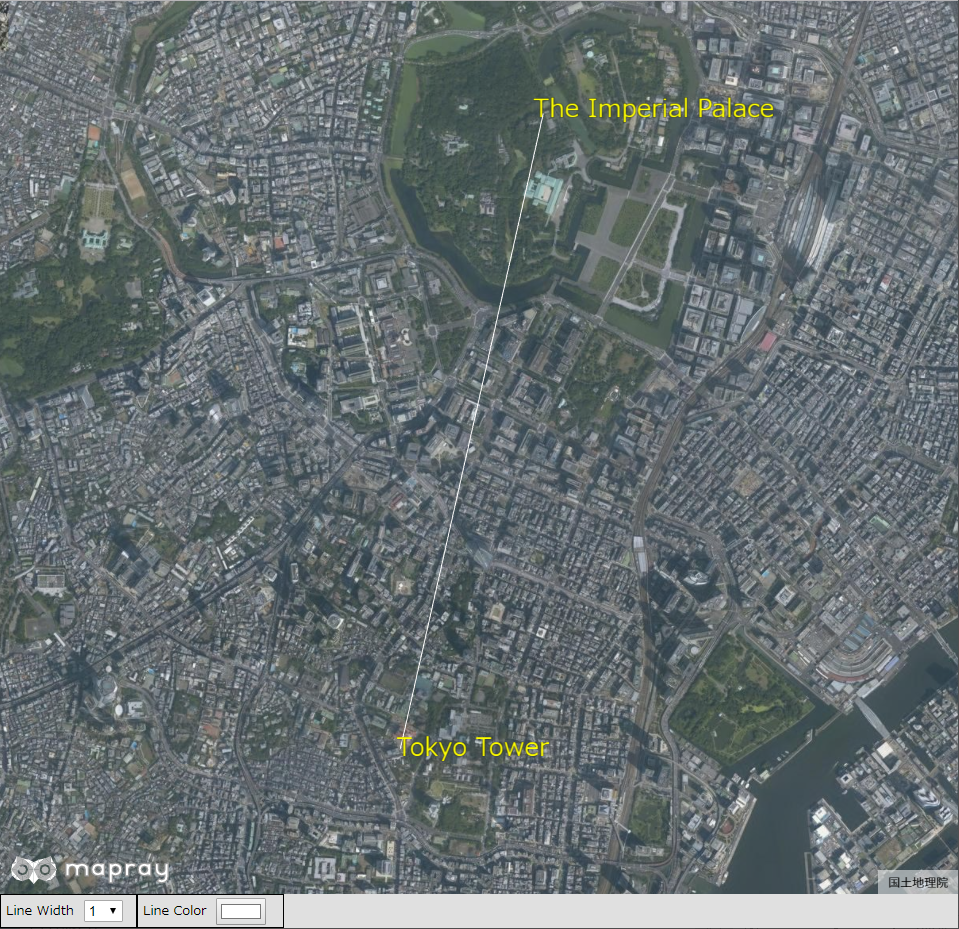 The Imperial Palace
Tokyo Tower
mapray
国土地理院
Line Width 1 Line Color